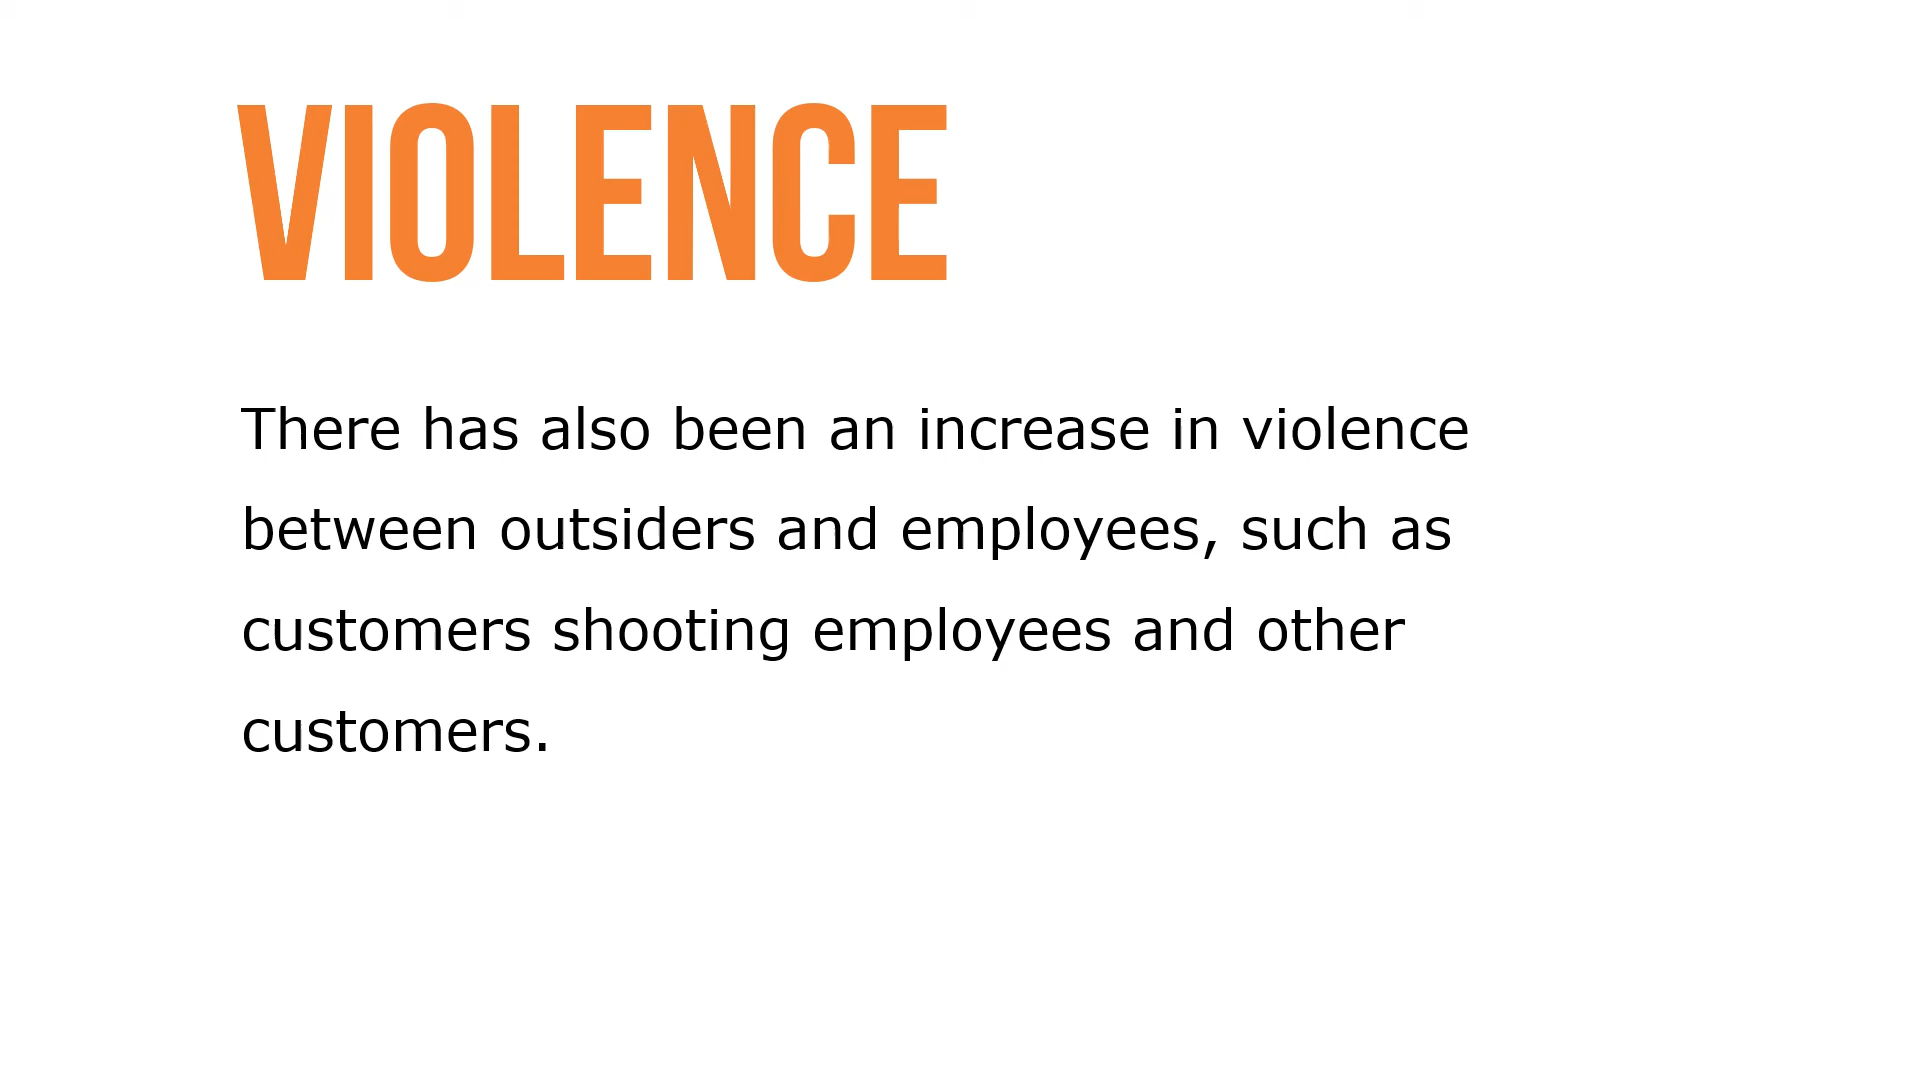 VIOLENCE
There has also been an increase in violence
between outsiders and employees, such as
customers shooting employees and other
customers.